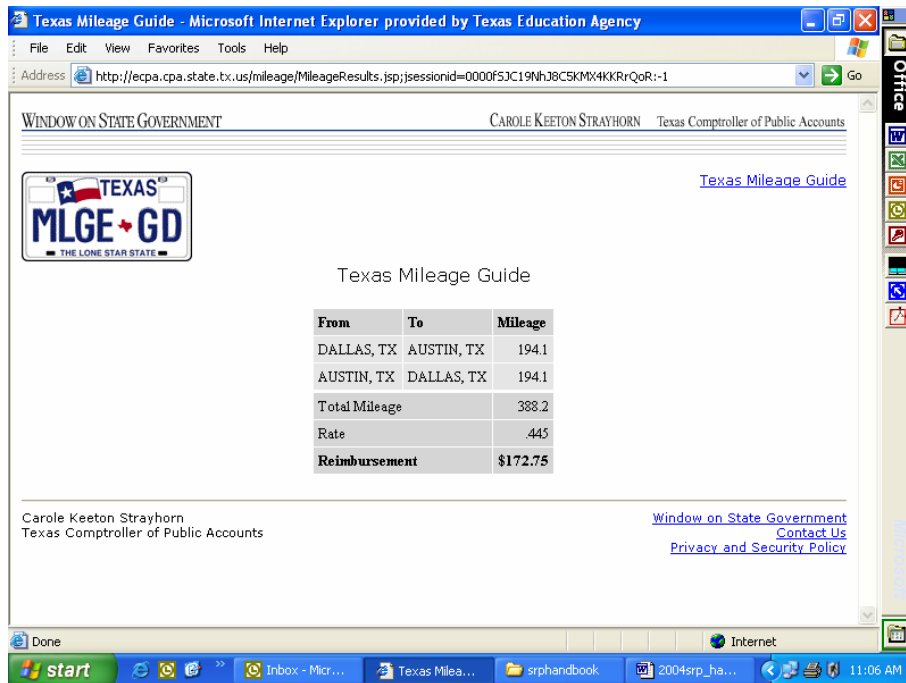 Texas Mileage Guide - Microsoft Internet Explorer provided by Texas Education Agency
File Edit View Favorites Tools Help
Address http://ecpa.cpa.state.tx.us/mileage/MileageResults.jsp;jsessionid=0000fSJC19NhJ8C5KMX4KKRrQoR:-1 Go
Office
WINDOW ON STATE GOVERNMENT CAROLE KEETON STRAYHORN Texas Comptroller of Public Accounts
Texas Mileage Guide
TEXAS
MLGE GD
THE LONE STAR STATE
Texas Mileage Guide
From To Mileage
DALLAS, TX AUSTIN, TX 194.1
AUSTIN, TX DALLAS, TX 194.1
Total Mileage 388.2
Rate .445
Reimbursement $172.75
Carole Keeton Strayhorn
Texas Comptroller of Public Accounts
Window on State Government
Contact Us
Privacy and Security Policy
Microsoft
Done Internet
start Inbox - Micr... Texas Milea... srphandbook 2004srp_ha... 11:06 AM